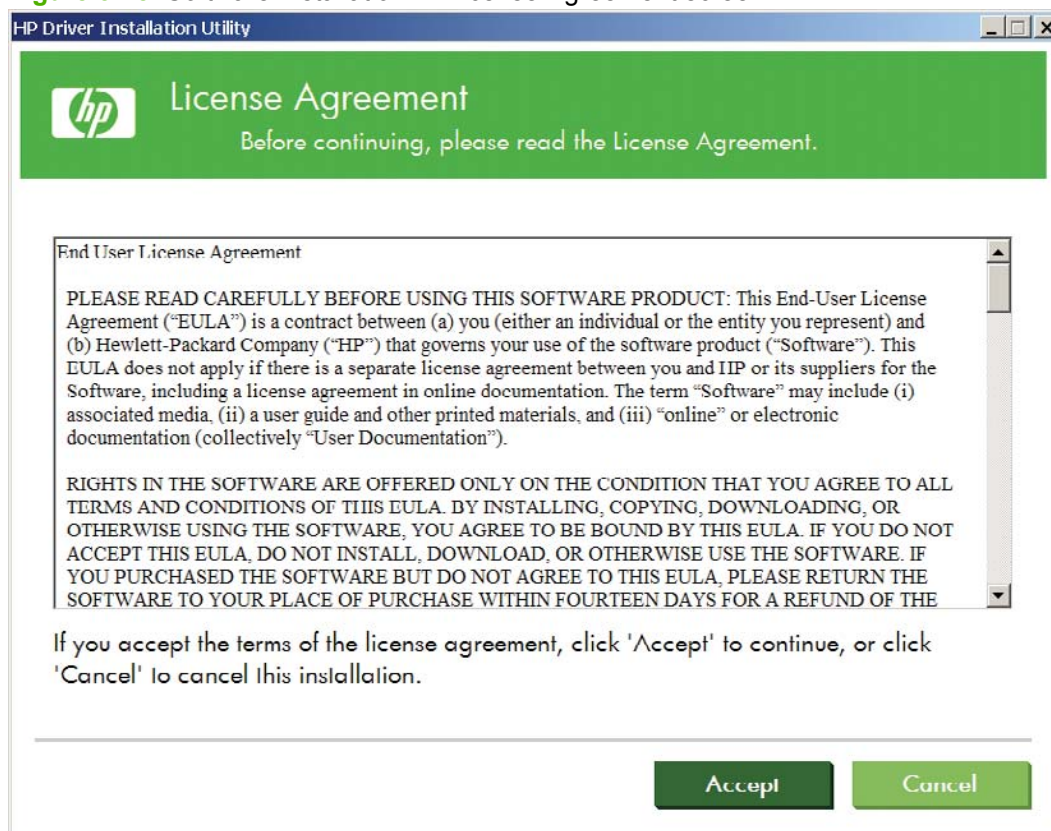 HP Driver Installation Utility
hp
License Agreement
Before continuing, please read the License Agreement.
End User License Agreement
PLEASE READ CAREFULLY BEFORE USING THIS SOFTWARE PRODUCT: This End-User License
Agreement (“EULA”) is a contract between (a) you (either an individual or the entity you represent) and
(b) Hewlett-Packard Company (“HP”) that governs your use of the software product (“Software”). This
EULA does not apply if there is a separate license agreement between you and HP or its suppliers for the
Software, including a license agreement in online documentation. The term “Software” may include (i)
associated media, (ii) a user guide and other printed materials, and (iii) “online” or electronic
documentation (collectively “User Documentation”).
RIGHTS IN THE SOFTWARE ARE OFFERED ONLY ON THE CONDITION THAT YOU AGREE TO ALL
TERMS AND CONDITIONS OF THIS EULA. BY INSTALLING, COPYING, DOWNLOADING, OR
OTHERWISE USING THE SOFTWARE, YOU AGREE TO BE BOUND BY THIS EULA. IF YOU DO NOT
ACCEPT THIS EULA, DO NOT INSTALL, DOWNLOAD, OR OTHERWISE USE THE SOFTWARE. IF
YOU PURCHASED THE SOFTWARE BUT DO NOT AGREE TO THIS EULA, PLEASE RETURN THE
SOFTWARE TO YOUR PLACE OF PURCHASE WITHIN FOURTEEN DAYS FOR A REFUND OF THE
If you accept the terms of the license agreement, click 'Accept' to continue, or click
'Cancel' to cancel this installation.
Accept
Cancel